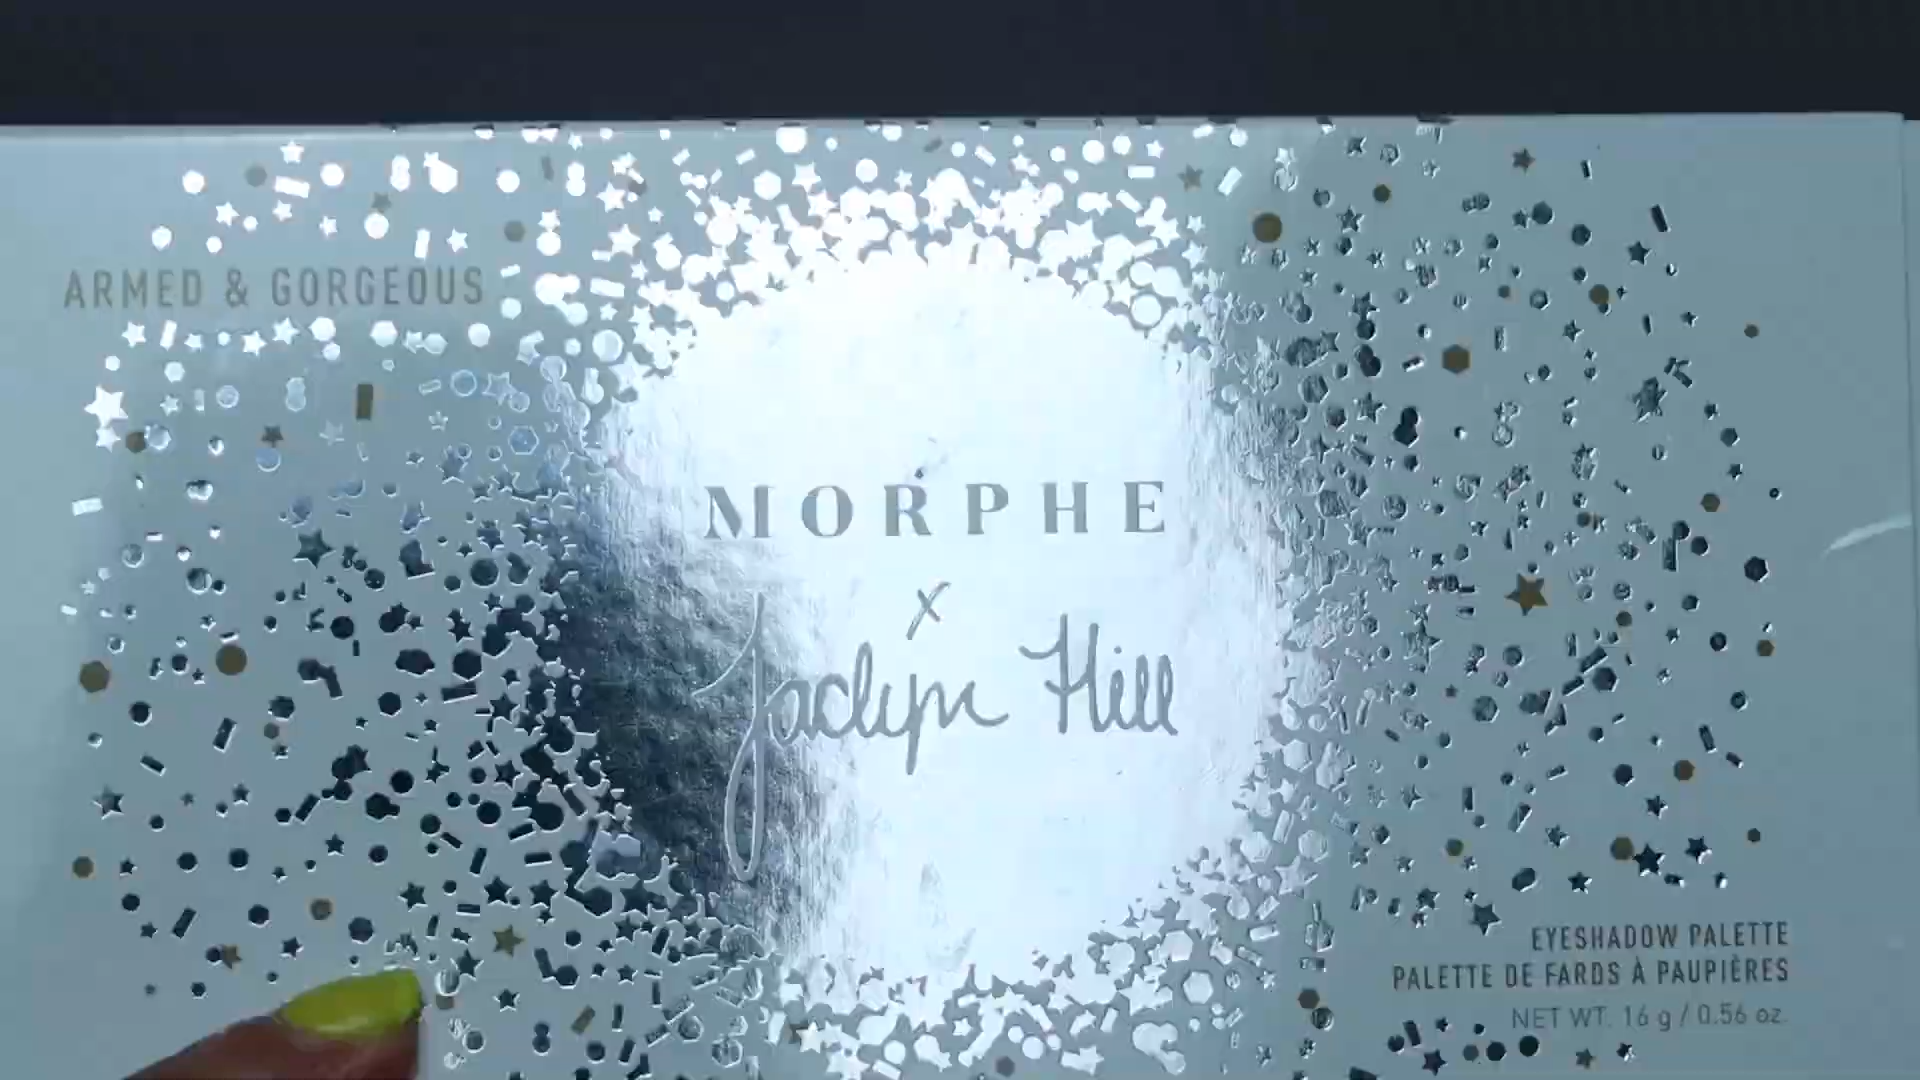 ARMED & GORGEOUS
MORPHE
x
Jaclyn Hill
EYESHADOW PALETTE
PALETTE DE FARDS À PAUPIÈRES
NET WT. 16 g / 0.56 oz.